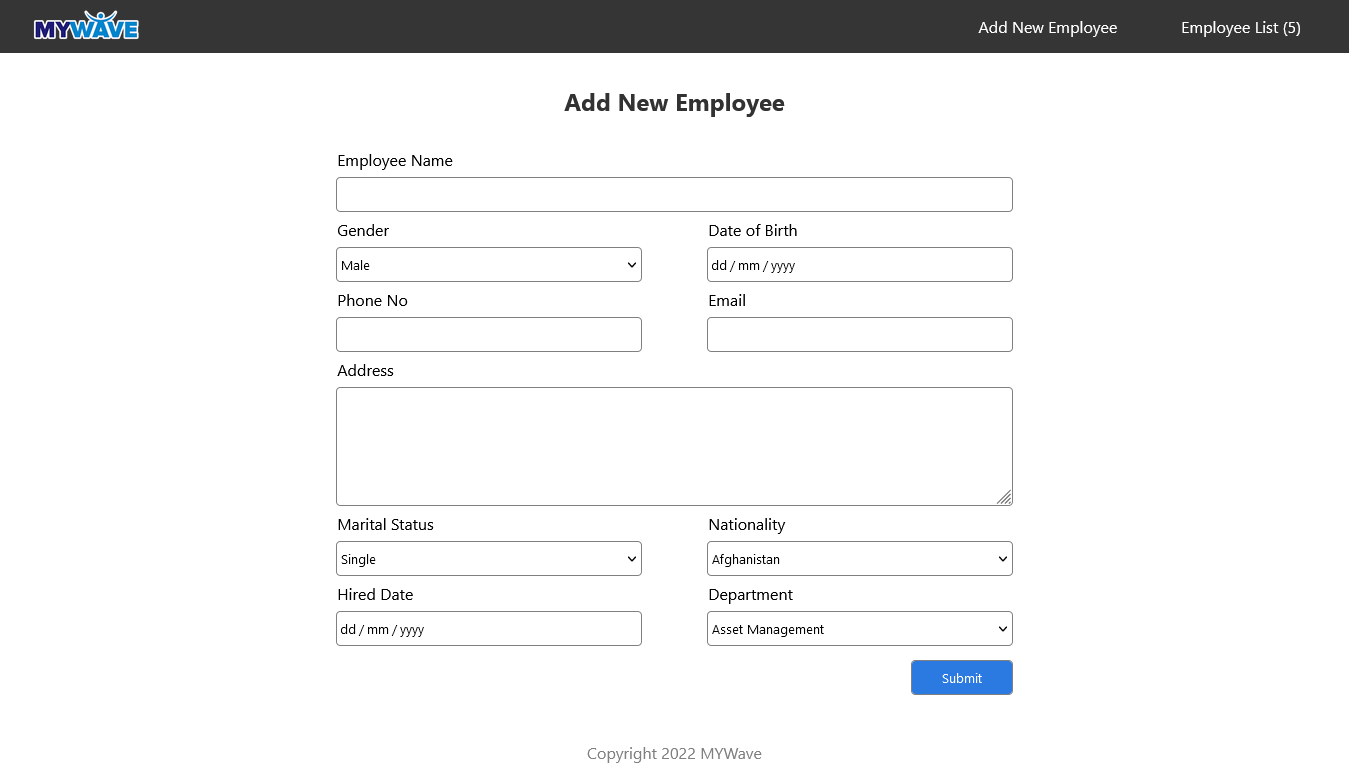 MYWAVE Add New Employee Employee List (5)
Add New Employee
Employee Name
Gender Date of Birth
Male dd / mm / yyyy
Phone No Email
Address
Marital Status Nationality
Single Afghanistan
Hired Date Department
dd / mm / yyyy Asset Management
Submit
Copyright 2022 MYWave